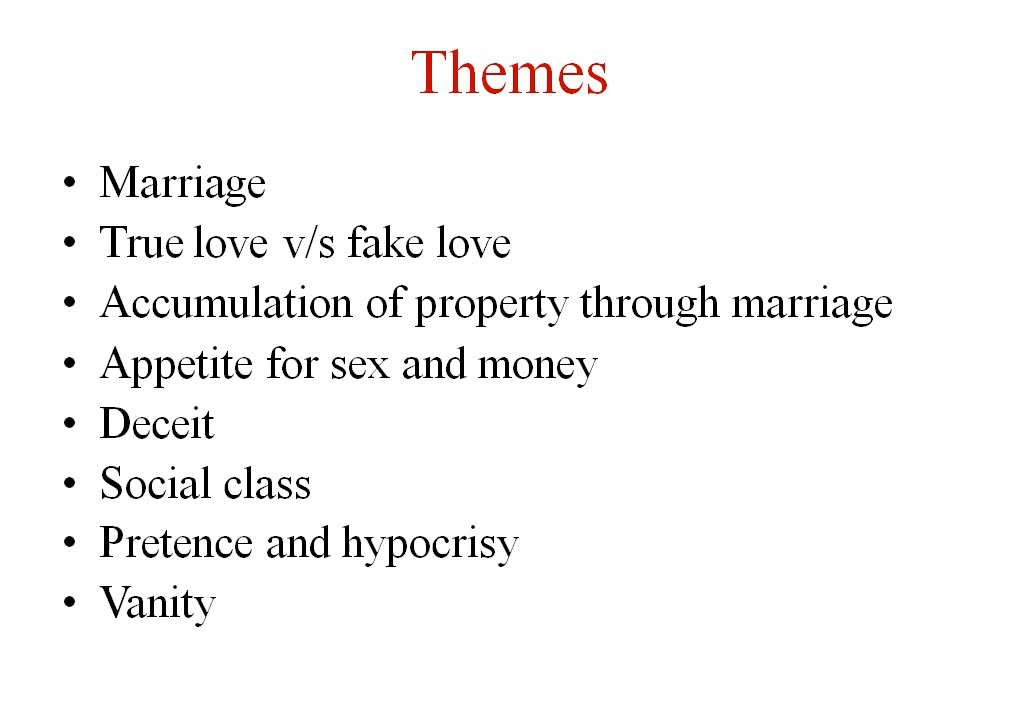 Themes
• Marriage
• True love v/s fake love
• Accumulation of property through marriage
• Appetite for sex and money
• Deceit
• Social class
• Pretence and hypocrisy
• Vanity